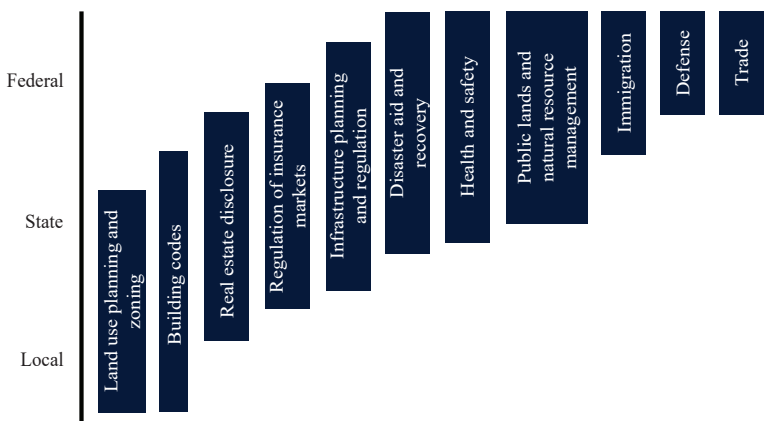 Federal
State
Local
Land use planning and
zoning
Building codes
Real estate disclosure
Regulation of insurance
markets
Infrastructure planning
and regulation
Disaster aid and
recovery
Health and safety
Public lands and
natural resource
management
Immigration
Defense
Trade